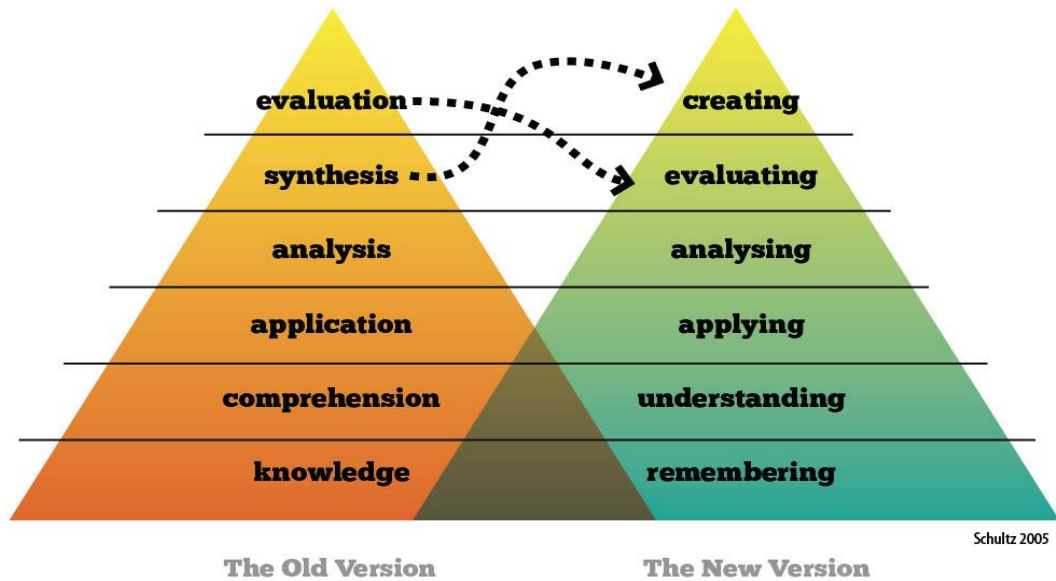 evaluation
synthesis
analysis
application
comprehension
knowledge
creating
evaluating
analysing
applying
understanding
remembering
Schultz 2005
The Old Version
The New Version